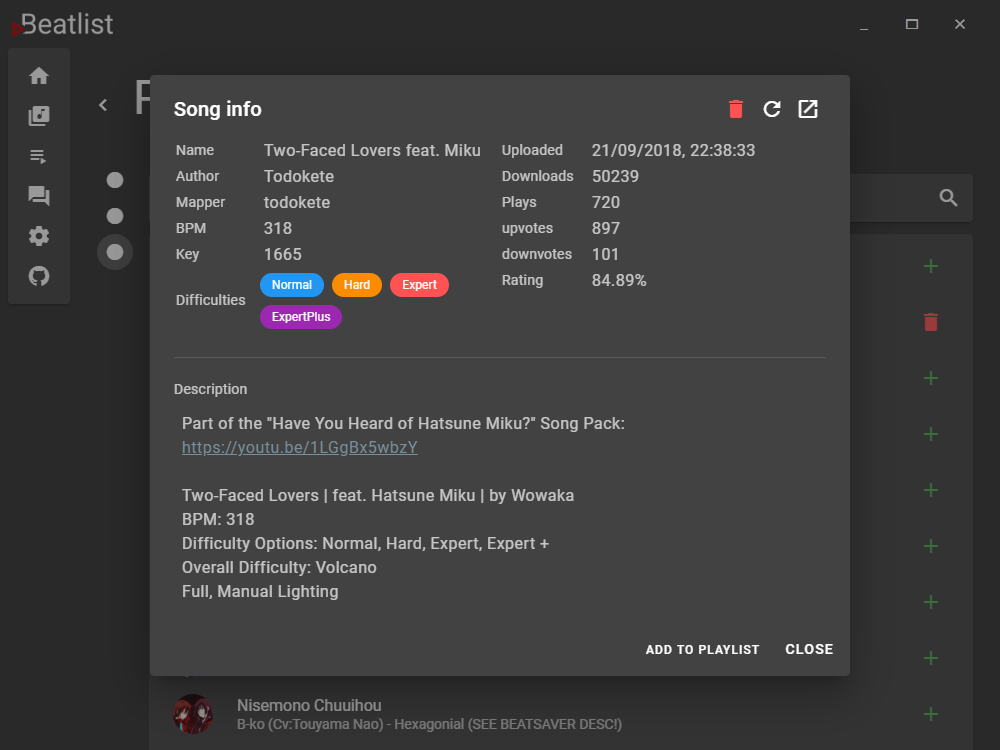 Beatlist
Song info
Name Two-Faced Lovers feat. Miku Uploaded 21/09/2018, 22:38:33
Author Todokete Downloads 50239
Mapper todokete Plays 720
BPM 318 upvotes 897
Key 1665 downvotes 101
Rating 84.89%
Difficulties Normal Hard Expert
ExpertPlus
Description
Part of the "Have You Heard of Hatsune Miku?" Song Pack:
https://youtu.be/1LGgBx5wbzY
Two-Faced Lovers | feat. Hatsune Miku | by Wowaka
BPM: 318
Difficulty Options: Normal, Hard, Expert, Expert +
Overall Difficulty: Volcano
Full, Manual Lighting
ADD TO PLAYLIST CLOSE
Nisemono Chuuihou
B-ko (Cv:Touyama Nao) - Hexagonial (SEE BEATSAVER DESC!)